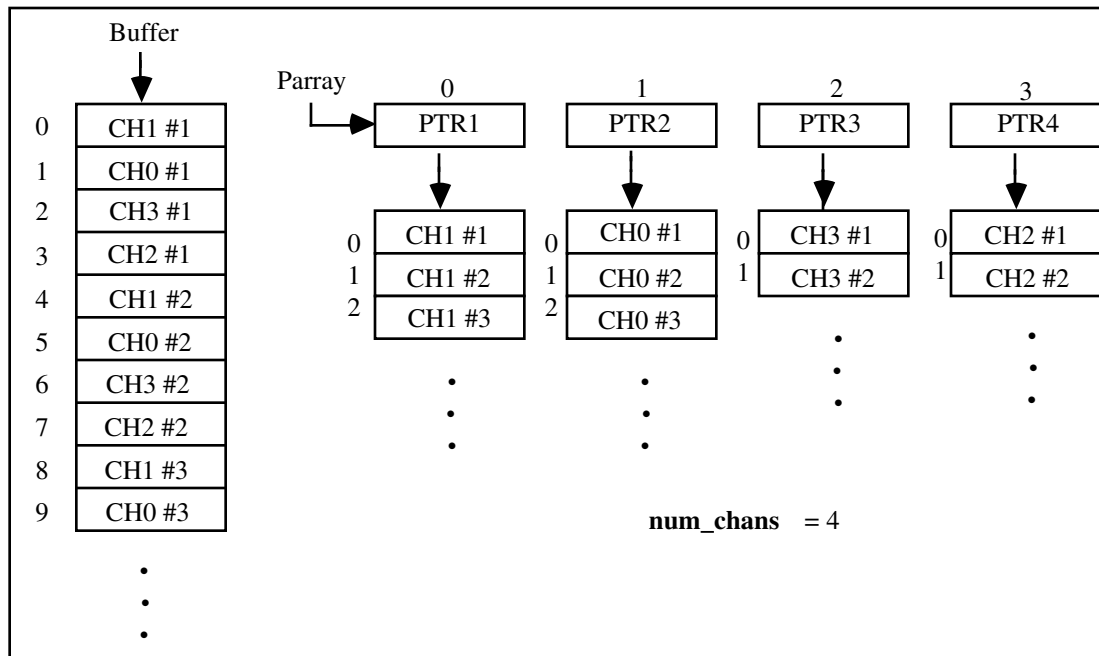 Buffer
0 CH1 #1
1 CH0 #1
2 CH3 #1
3 CH2 #1
4 CH1 #2
5 CH0 #2
6 CH3 #2
7 CH2 #2
8 CH1 #3
9 CH0 #3
Parray
0
PTR1
0 CH1 #1
1 CH1 #2
2 CH1 #3
1
PTR2
0 CH0 #1
1 CH0 #2
2 CH0 #3
2
PTR3
0 CH3 #1
1 CH3 #2
3
PTR4
0 CH2 #1
1 CH2 #2
num_chans = 4